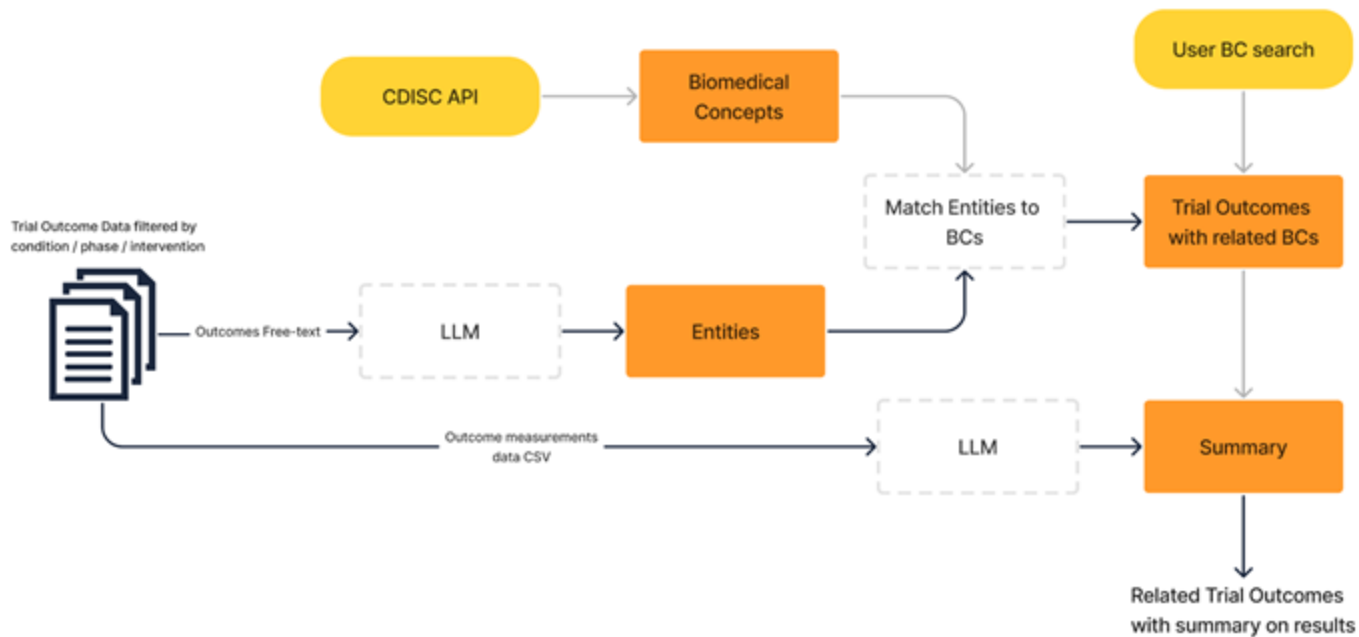 User BC search
CDISC API
Biomedical
Concepts
Match Entities to
BCs
Trial Outcomes
with related BCs
Trial Outcome Data filtered by
condition / phase / intervention
Outcomes Free-text
LLM
Entities
Outcome measurements
data CSV
LLM
Summary
Related Trial Outcomes
with summary on results